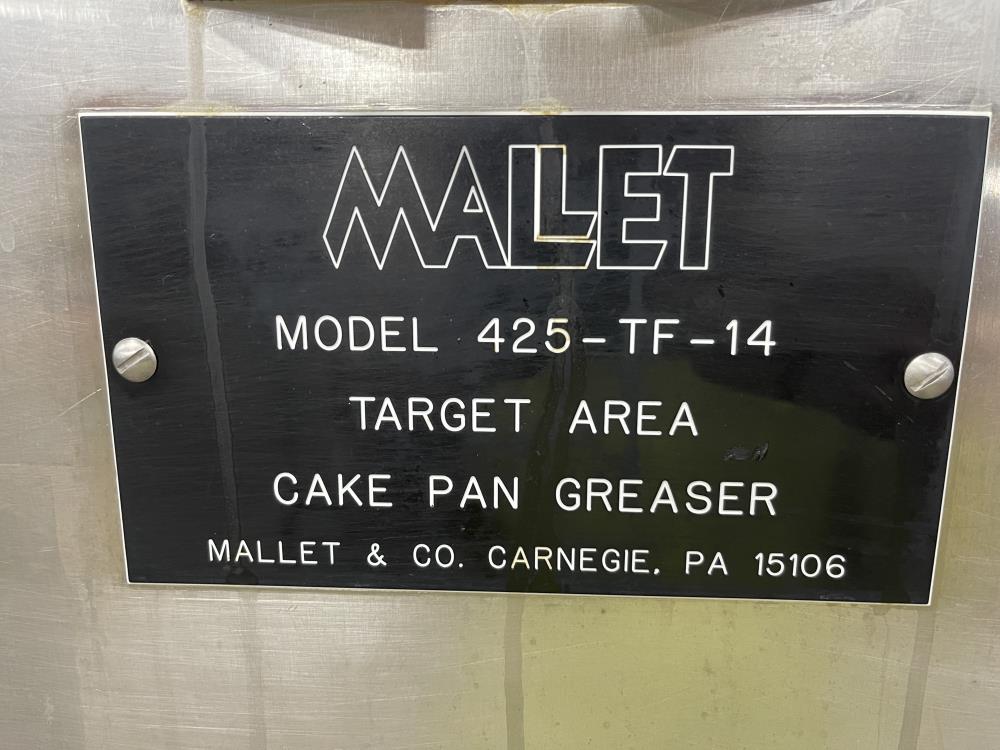 MALLET
MODEL 425-TF-14
TARGET AREA
CAKE PAN GREASER
MALLET & CO. CARNEGIE, PA 15106